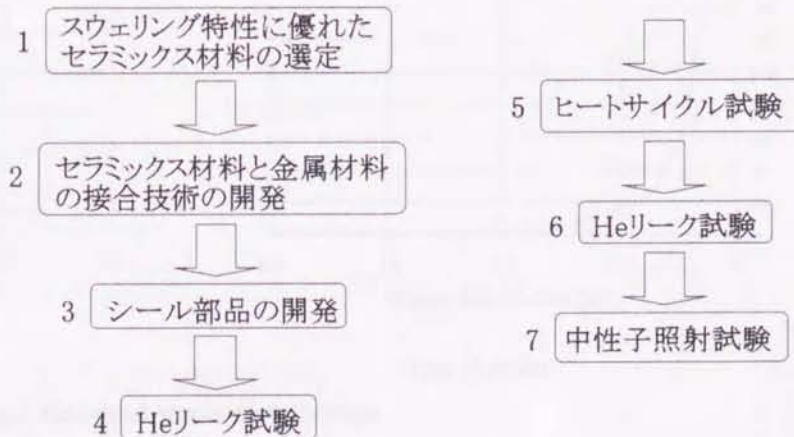 1 スウェリング特性に優れた
セラミックス材料の選定
2 セラミックス材料と金属材料
の接合技術の開発
3 シール部品の開発
4 Heリーク試験
5 ヒートサイクル試験
6 Heリーク試験
7 中性子照射試験